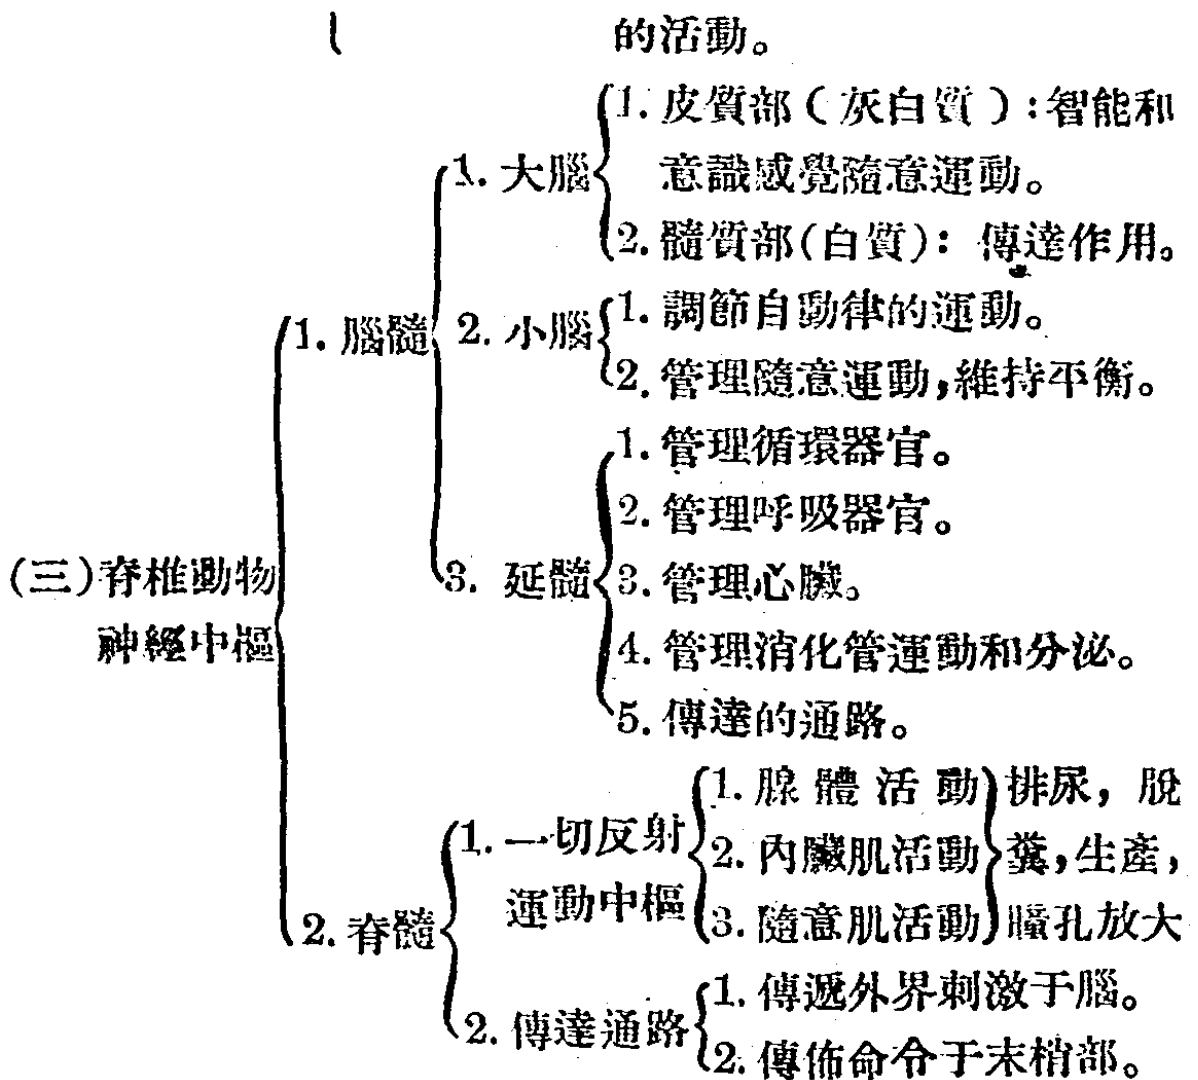 的活動。
(三)脊椎動物
神經中樞
1. 腦髓
1. 大腦
1. 皮質部(灰白質):智能和
意識感覺隨意運動。
2. 髓質部(白質): 傳達作用。
2. 小腦
1. 調節自動律的運動。
2. 管理隨意運動,維持平衡。
3. 延髓
1. 管理循環器官。
2. 管理呼吸器官。
3. 管理心臟。
4. 管理消化管運動和分泌。
5. 傳達的通路。
2. 脊髓
1. 一切反射
運動中樞
1. 腺體活動
2. 內臟肌活動
3. 隨意肌活動
排尿, 脫
糞,生產,
瞳孔放大
2. 傳達通路
1. 傳遞外界刺激于腦。
2. 傳佈命令于末梢部。